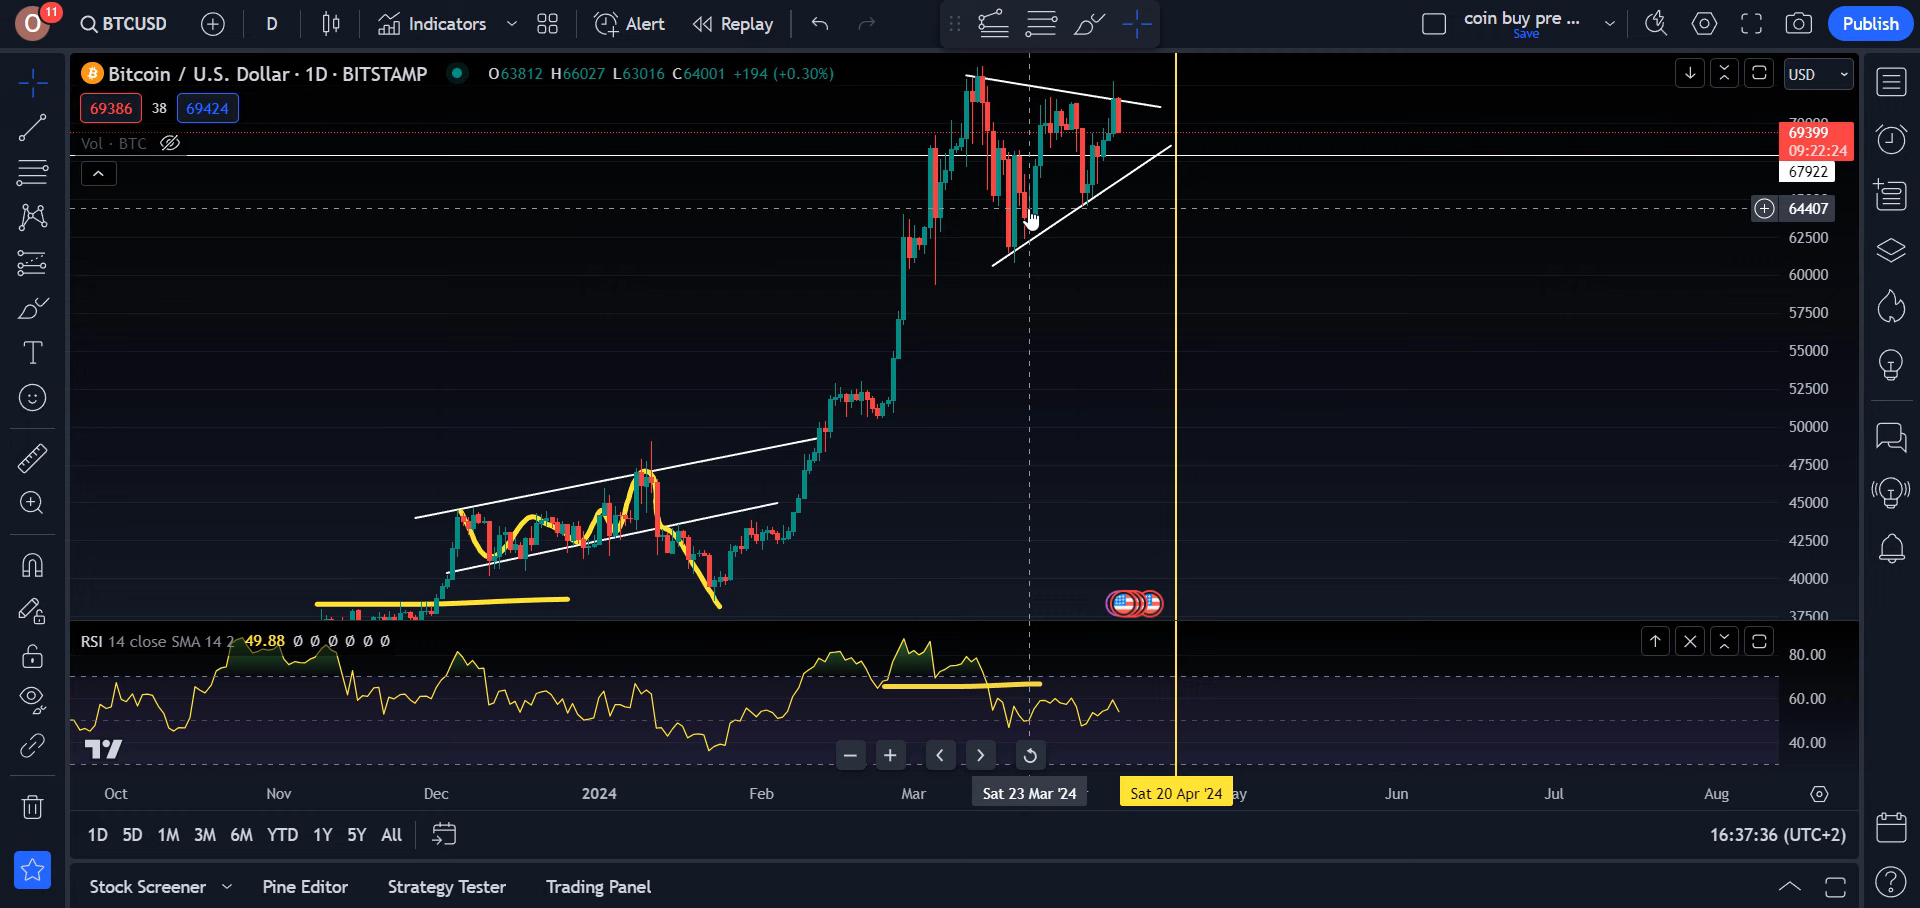 O 11 BTCUSD D Indicators Alert Replay coin buy pre ... Save Publish
Bitcoin / U.S. Dollar · 1D · BITSTAMP O63812 H66027 L63016 C64001 +194 (+0.30%) USD
69386 38 69424
Vol · BTC
69399
09:22:24
67922
64407
62500
60000
57500
55000
52500
50000
47500
45000
42500
40000
37500
RSI 14 close SMA 14 2 49.88 Ø Ø Ø Ø Ø Ø
80.00
60.00
40.00
Oct Nov Dec 2024 Feb Mar Sat 23 Mar '24 Sat 20 Apr '24 ay Jun Jul Aug
1D 5D 1M 3M 6M YTD 1Y 5Y All 16:37:36 (UTC+2)
Stock Screener Pine Editor Strategy Tester Trading Panel